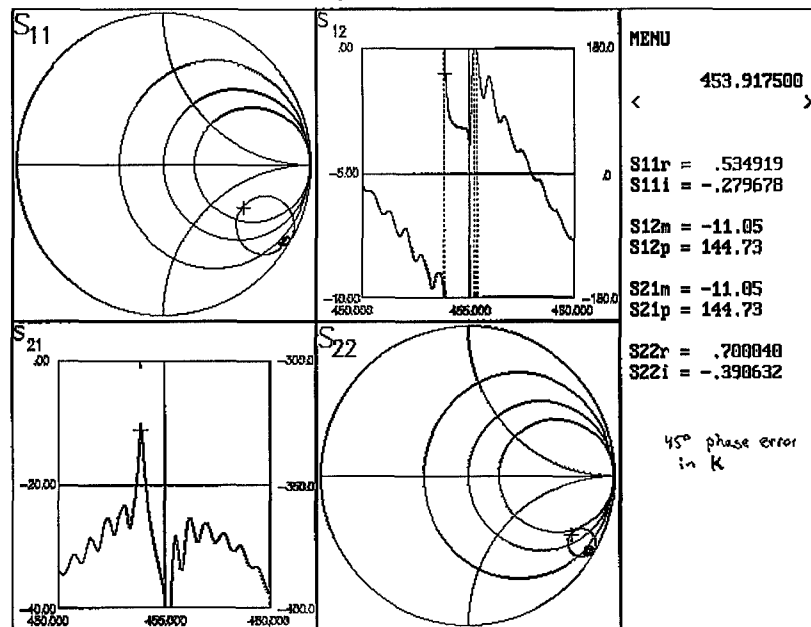 S11
S12
.00
180.0
-5.00
.0
-10.00
-180.0
450.000
455.000
460.000
S21
.00
-300.0
-20.00
-350.0
-40.00
-400.0
450.000
455.000
460.000
S22
MENU
453.917500
< >
S11r = .534919
S11i = -.279678
S12m = -11.05
S12p = 144.73
S21m = -11.05
S21p = 144.73
S22r = .700040
S22i = -.390632
45° phase error
in K